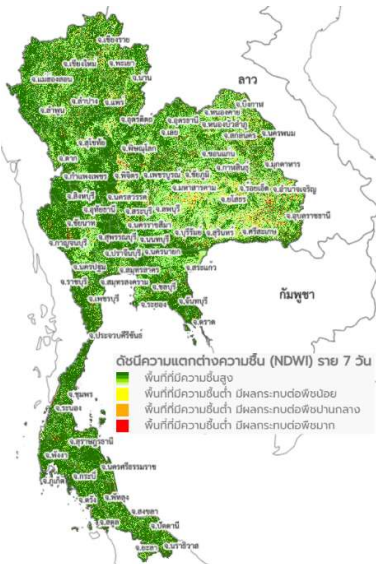 จ.เชียงราย
จ.เชียงใหม่
จ.พะเยา
จ.แม่ฮ่องสอน
จ.น่าน
ลาว
จ.ลำปาง
จ.แพร่
จ.ลำพูน
จ.บึงกาฬ
จ.หนองคาย
จ.อุตรดิตถ์
จ.อุดรธานี
จ.เลย
จ.หนองบัวลำภู
จ.นครพนม
จ.สกลนคร
จ.สุโขทัย
จ.พิษณุโลก
จ.ขอนแก่น
จ.ตาก
จ.มุกดาหาร
จ.กาฬสินธุ์
จ.กำแพงเพชร
จ.พิจิตร
จ.เพชรบูรณ์
จ.ชัยภูมิ
จ.มหาสารคาม
จ.ร้อยเอ็ด
จ.อำนาจเจริญ
จ.สิงห์บุรี
จ.นครสวรรค์
จ.ยโสธร
จ.อุทัยธานี
จ.สระบุรี
จ.ลพบุรี
จ.อุบลราชธานี
จ.ชัยนาท
จ.นครราชสีมา
จ.บุรีรัมย์
จ.สุรินทร์
จ.ศรีสะเกษ
จ.สุพรรณบุรี
จ.นนทบุรี
จ.กาญจนบุรี
จ.ปราจีนบุรี
จ.นครนายก
จ.สระแก้ว
จ.นครปฐม
จ.สมุทรสาคร
จ.ราชบุรี
จ.สมุทรสงคราม
จ.ชลบุรี
กัมพูชา
จ.เพชรบุรี
จ.ระยอง
จ.จันทบุรี
จ.ตราด
จ.ประจวบคีรีขันธ์
ดัชนีความแตกต่างความชื้น (NDWI) ราย 7 วัน
พื้นที่ที่มีความชื้นสูง
พื้นที่ที่มีความชื้นต่ำ มีผลกระทบต่อพืชน้อย
พื้นที่ที่มีความชื้นต่ำ มีผลกระทบต่อพืชปานกลาง
พื้นที่ที่มีความชื้นต่ำ มีผลกระทบต่อพืชมาก
จ.ชุมพร
จ.ระนอง
จ.สุราษฎร์ธานี
จ.พังงา
จ.นครศรีธรรมราช
จ.กระบี่
จ.ภูเก็ต
จ.ตรัง
จ.พัทลุง
จ.สงขลา
จ.สตูล
จ.ปัตตานี
จ.ยะลา
จ.นราธิวาส